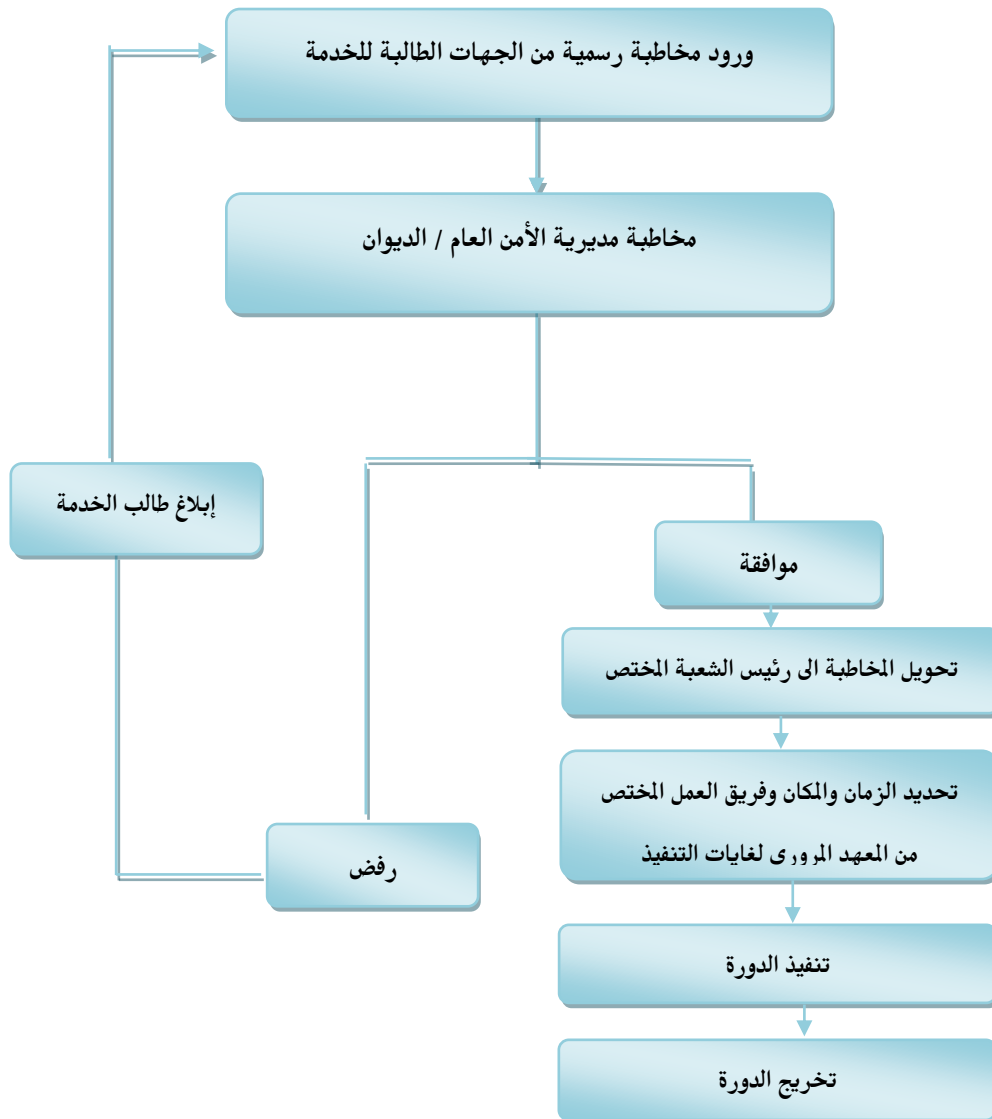 ورود مخاطبة رسمية من الجهات الطالبة للخدمة
مخاطبة مديرية الأمن العام / الديوان
إبلاغ طالب الخدمة
موافقة
تحويل المخاطبة الى رئيس الشعبة المختص
تحديد الزمان والمكان وفريق العمل المختص
من المعهد المروري لغايات التنفيذ
رفض
تنفيذ الدورة
تخريج الدورة